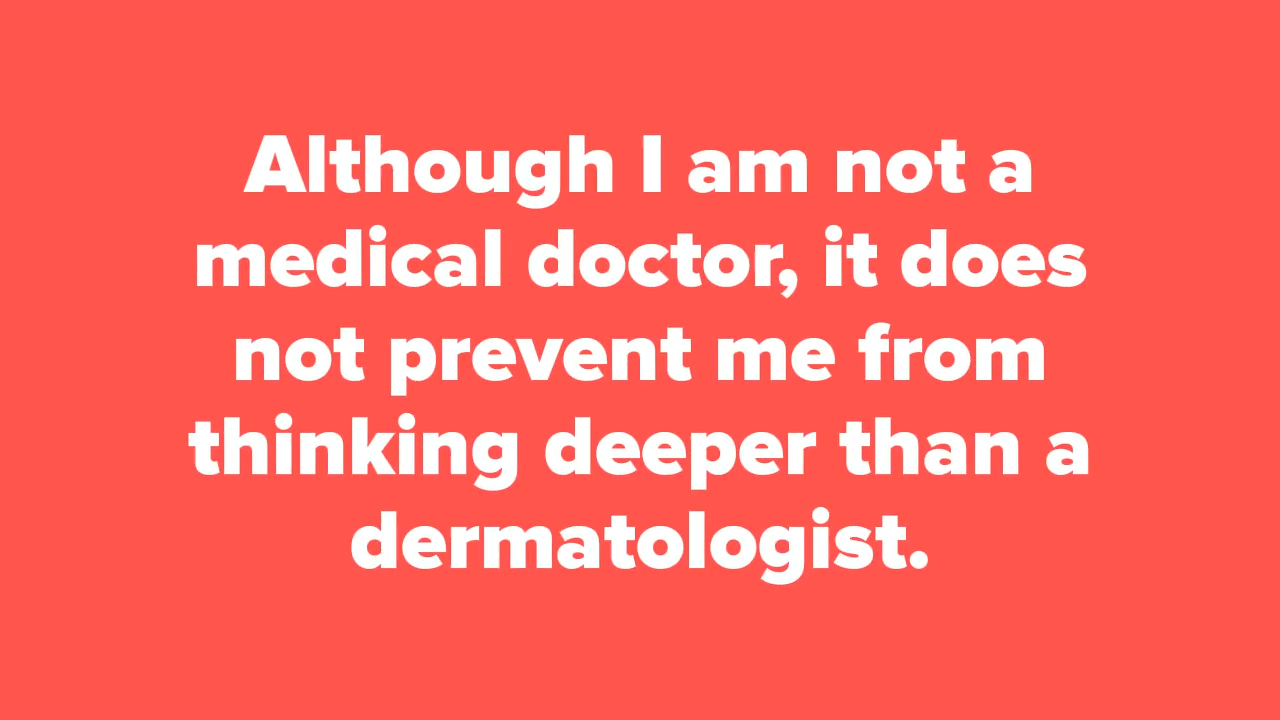 Although I am not a
medical doctor, it does
not prevent me from
thinking deeper than a
dermatologist.